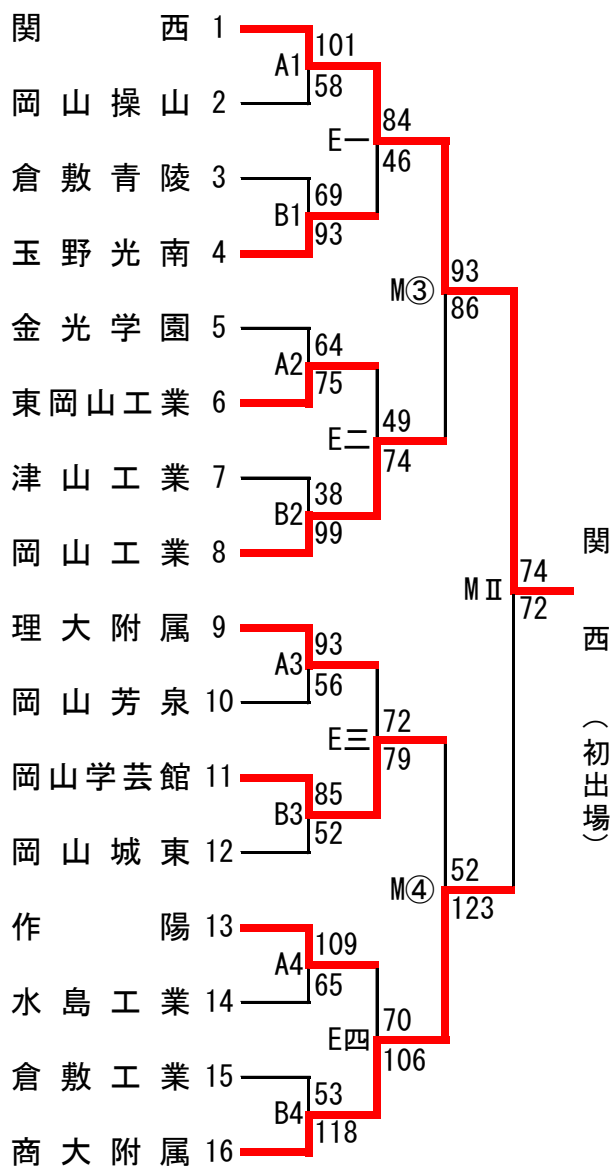 関西 1
101
A1
58
岡山操山 2
84
E一
46
倉敷青陵 3
69
B1
93
玉野光南 4
93
M③
86
金光学園 5
64
A2
75
東岡山工業 6
49
E二
74
津山工業 7
38
B2
99
岡山工業 8
74
MⅡ
72
関西(初出場)
理大附属 9
93
A3
56
岡山芳泉 10
72
E三
79
岡山学芸館 11
85
B3
52
岡山城東 12
52
M④
123
作陽 13
109
A4
65
水島工業 14
70
E四
106
倉敷工業 15
53
B4
118
商大附属 16